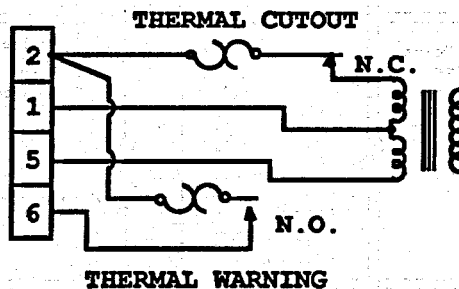 THERMAL CUTOUT
2
N.C.
1
5
6
N.O.
THERMAL WARNING